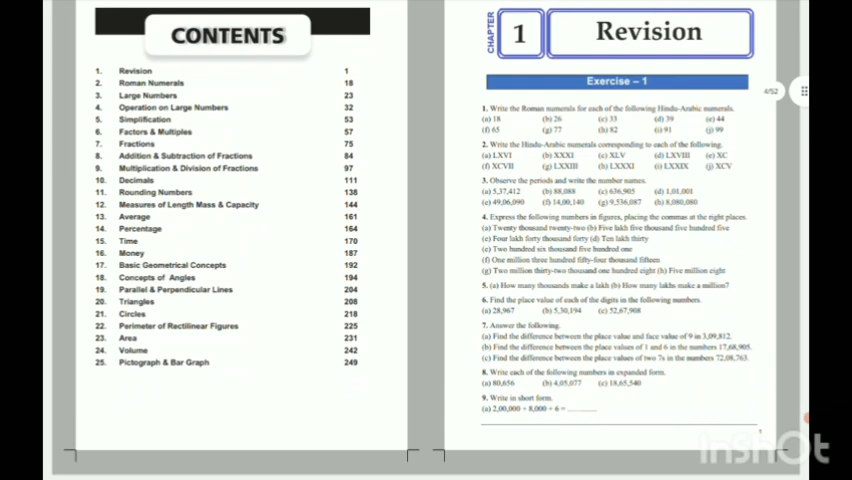 CONTENTS
1. Revision 1
2. Roman Numerals 18
3. Large Numbers 23
4. Operation on Large Numbers 32
5. Simplification 53
6. Factors & Multiples 57
7. Fractions 75
8. Addition & Subtraction of Fractions 84
9. Multiplication & Division of Fractions 97
10. Decimals 111
11. Rounding Numbers 138
12. Measures of Length Mass & Capacity 144
13. Average 161
14. Percentage 164
15. Time 170
16. Money 187
17. Basic Geometrical Concepts 192
18. Concepts of Angles 194
19. Parallel & Perpendicular Lines 204
20. Triangles 208
21. Circles 218
22. Perimeter of Rectilinear Figures 225
23. Area 231
24. Volume 242
25. Pictograph & Bar Graph 249
CHAPTER 1 Revision
Exercise – 1
4/52
1. Write the Roman numerals for each of the following Hindu-Arabic numerals.
(a) 18 (b) 26 (c) 33 (d) 39 (e) 44
(f) 65 (g) 77 (h) 82 (i) 91 (j) 99
2. Write the Hindu-Arabic numerals corresponding to each of the following.
(a) LXVI (b) XXXI (c) XLV (d) LXVIII (e) XC
(f) XCVII (g) LXXIII (h) LXXXI (i) LXXIX (j) XCV
3. Observe the periods and write the number names.
(a) 5,37,412 (b) 88,088 (c) 636,905 (d) 1,01,001
(e) 49,06,090 (f) 14,00,140 (g) 9,536,087 (h) 8,080,080
4. Express the following numbers in figures, placing the commas at the right places.
(a) Twenty thousand twenty-two (b) Five lakh five thousand five hundred five
(c) Four lakh forty thousand forty (d) Ten lakh thirty
(e) Two hundred six thousand five hundred one
(f) One million three hundred fifty-four thousand fifteen
(g) Two million thirty-two thousand one hundred eight (h) Five million eight
5. (a) How many thousands make a lakh (b) How many lakhs make a million?
6. Find the place value of each of the digits in the following numbers.
(a) 28,967 (b) 5,30,194 (c) 52,67,908
7. Answer the following.
(a) Find the difference between the place value and face value of 9 in 3,09,812.
(b) Find the difference between the place values of 1 and 6 in the numbers 17,68,905.
(c) Find the difference between the place values of two 7s in the numbers 72,08,763.
8. Write each of the following numbers in expanded form.
(a) 80,656 (b) 4,05,077 (c) 18,65,540
9. Write in short form.
(a) 2,00,000 + 8,000 + 6 = ............
1
InShOt